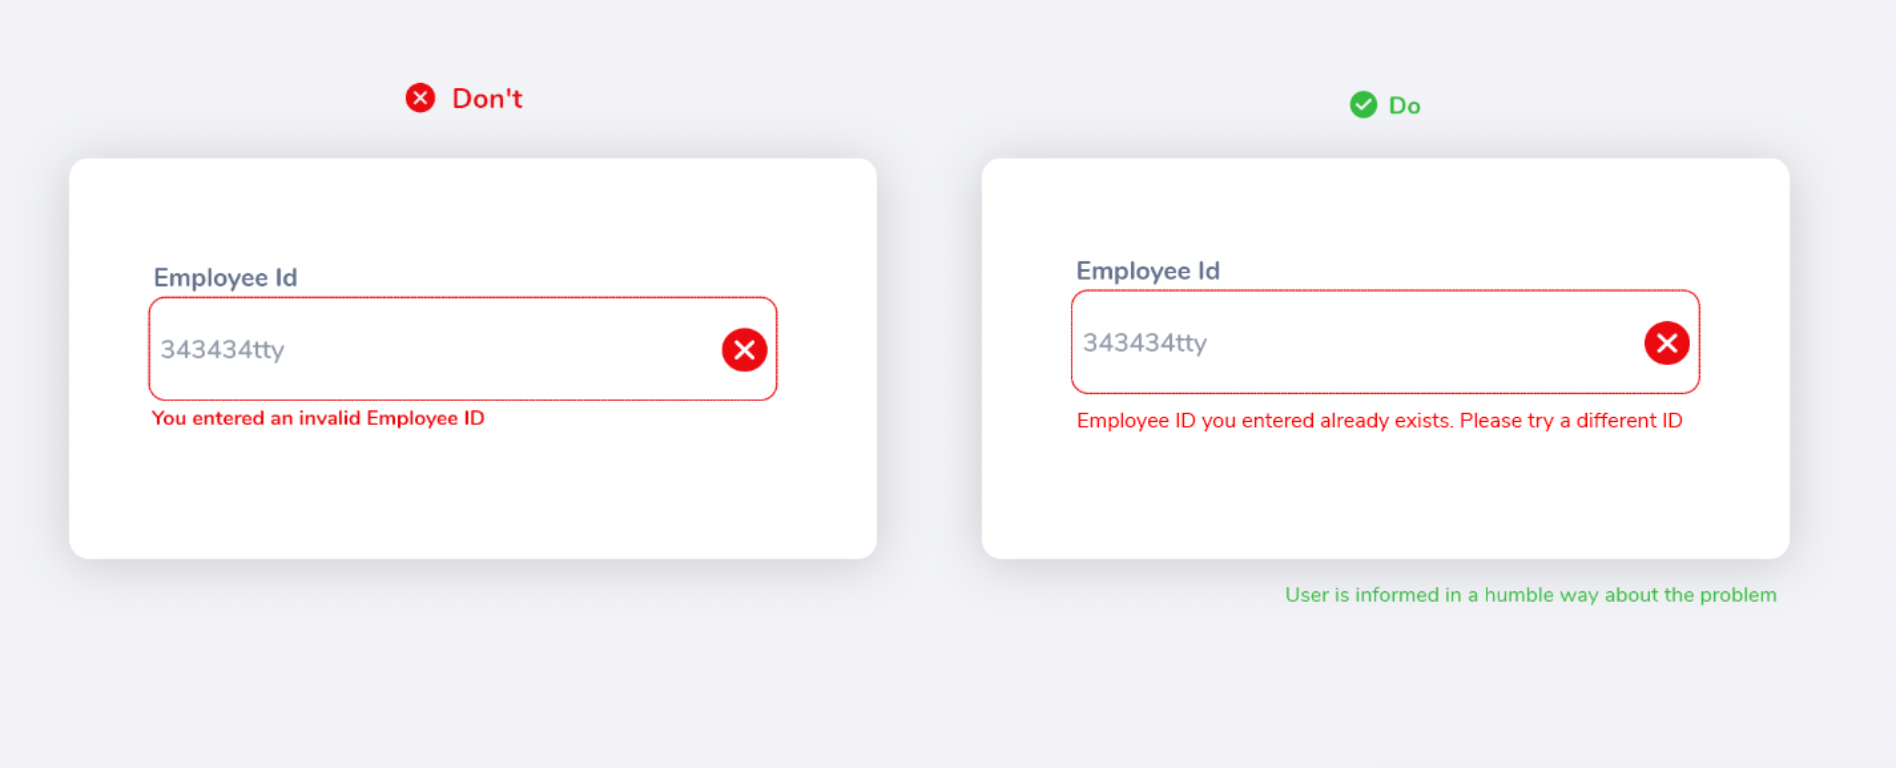 Don't
Employee Id
343434tty
You entered an invalid Employee ID
Do
Employee Id
343434tty
Employee ID you entered already exists. Please try a different ID
User is informed in a humble way about the problem